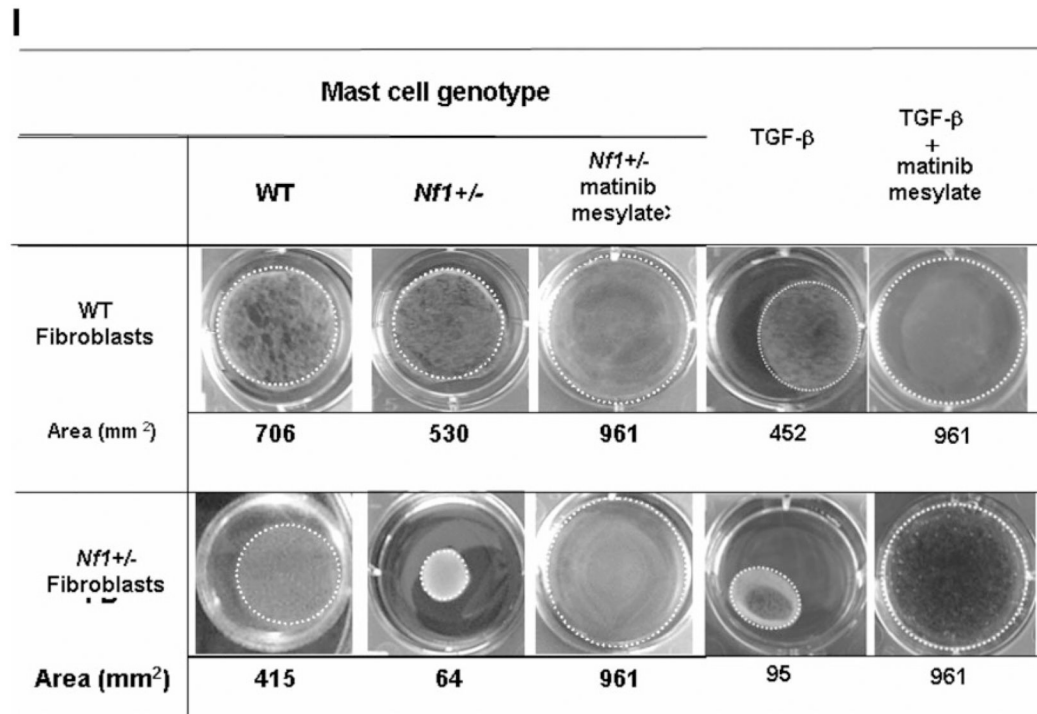 I
Mast cell genotype
TGF-β
TGF-β
+
matinib
mesylate
WT
Nf1+/-
Nf1+/-
matinib
mesylate
WT
Fibroblasts
Area (mm 2)
706
530
961
452
961
Nf1+/-
Fibroblasts
Area (mm2)
415
64
961
95
961